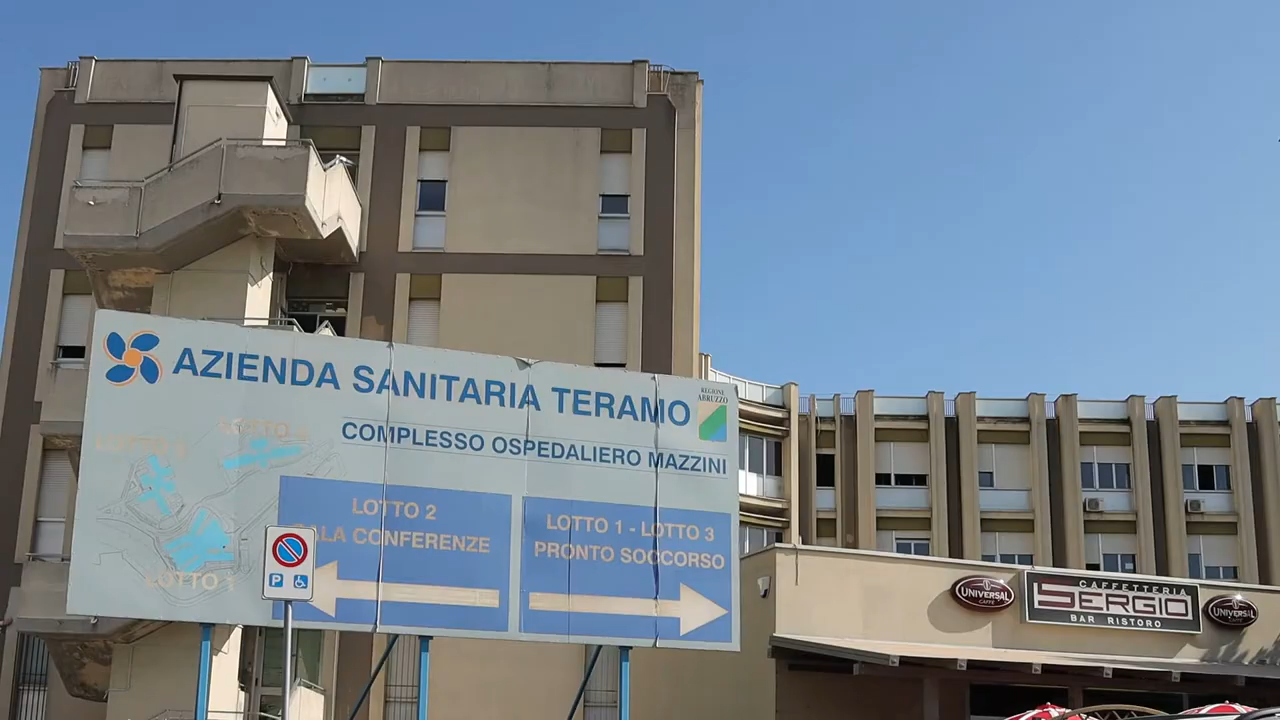 AZIENDA SANITARIA TERAMO
REGIONE
ABRUZZO
COMPLESSO OSPEDALIERO MAZZINI
LOTTO 2
SALA CONFERENZE
LOTTO 1 - LOTTO 3
PRONTO SOCCORSO
LOTTO 1
P
UNIVERSAL
CAFFÈ
CAFFETTERIA
SERGIO
BAR RISTORO
UNIVERSAL